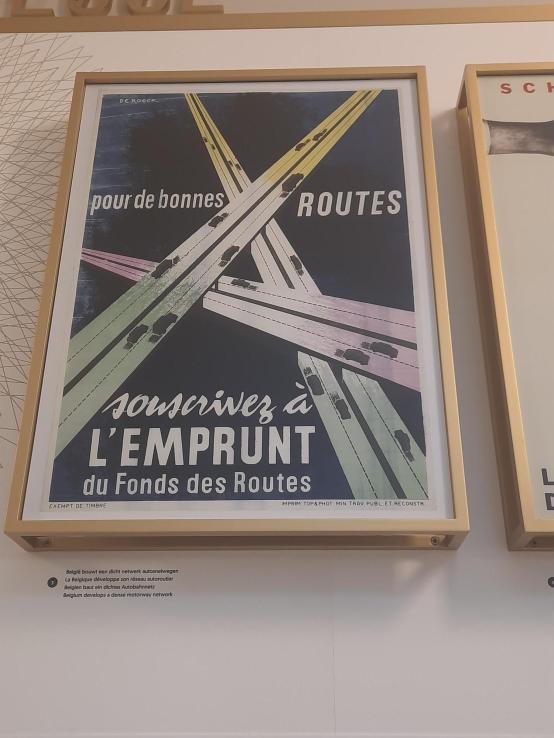 DE ROECK
pour de bonnes ROUTES
souscrivez à
L'EMPRUNT
du Fonds des Routes
EXEMPT DE TIMBRE
IMPRIM. TOP.& PHOT. MIN. TRAV. PUBL. ET. RECONSTR.
SCH
L
D
7
België bouwt een dicht netwerk autosnelwegen
La Belgique développe son réseau autoroutier
Belgien baut ein dichtes Autobahnnetz
Belgium develops a dense motorway network